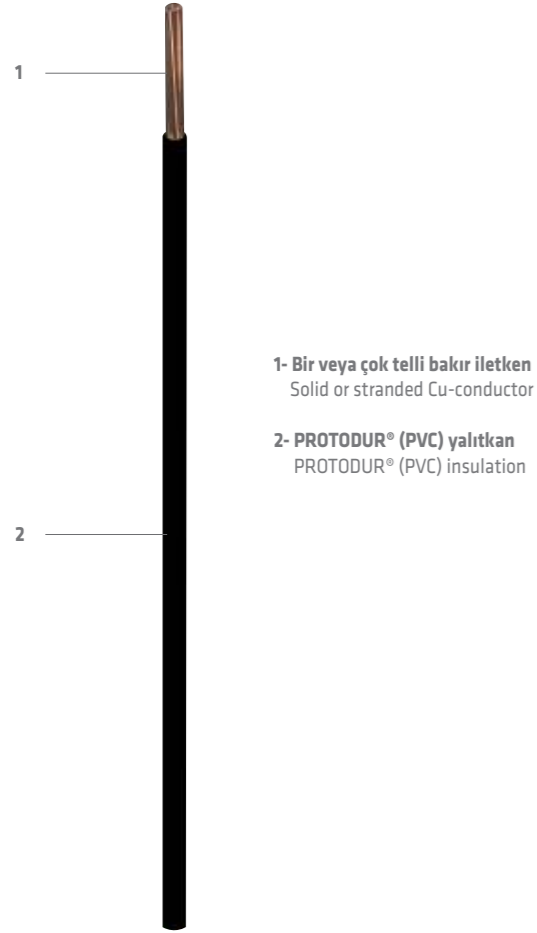 1
1- Bir veya çok telli bakır iletken
Solid or stranded Cu-conductor
2- PROTODUR® (PVC) yalıtkan
PROTODUR® (PVC) insulation
2